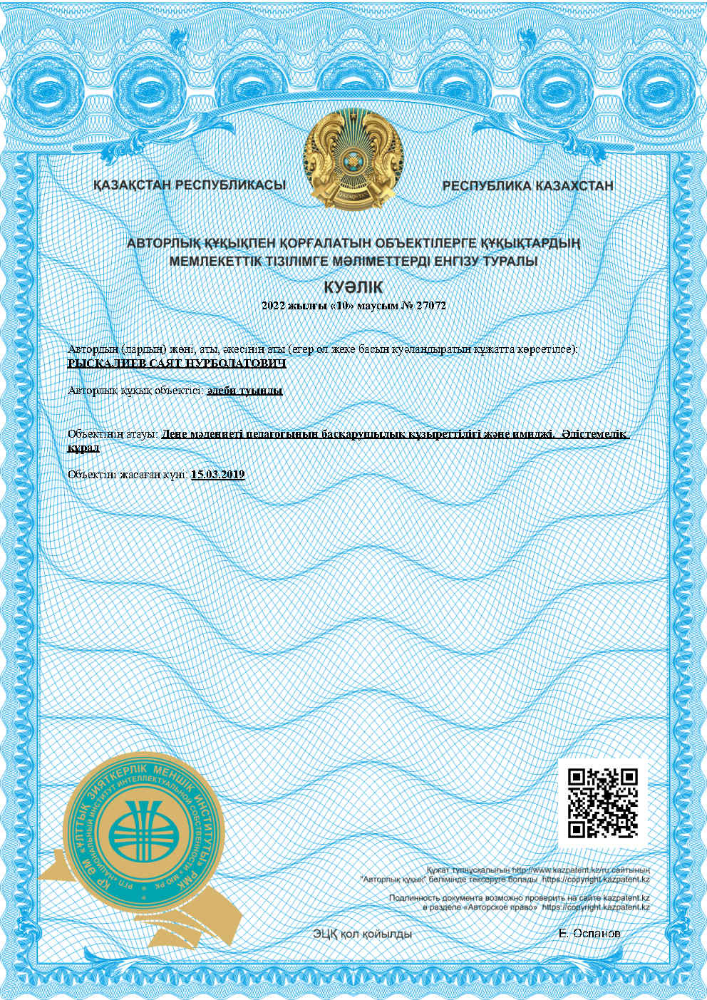 ҚАЗАҚСТАН РЕСПУБЛИКАСЫ
РЕСПУБЛИКА КАЗАХСТАН
QAZAQSTAN
АВТОРЛЫҚ ҚҰҚЫҚПЕН ҚОРҒАЛАТЫН ОБЪЕКТІЛЕРГЕ ҚҰҚЫҚТАРДЫҢ
МЕМЛЕКЕТТІК ТІЗІЛІМГЕ МӘЛІМЕТТЕРДІ ЕНГІЗУ ТУРАЛЫ
КУӘЛІК
2022 жылғы «10» маусым № 27072
Автордың (лардың) жөні, аты, әкесінің аты (егер ол жеке басын куәландыратын құжатта көрсетілсе):
РЫСКАЛИЕВ САЯТ НУРБОЛАТОВИЧ
Авторлық құқық объектісі: әдеби туынды
Объектінің атауы: Дене мәдениеті педагогының басқарушылық құзыреттілігі және имиджі. Әдістемелік
құрал
Объектіні жасаған күні: 15.03.2019
ҚР ӘМ «ҰЛТТЫҚ ЗИЯТКЕРЛІК МЕНШІК ИНСТИТУТЫ» РМК
РГП «НАЦИОНАЛЬНЫЙ ИНСТИТУТ ИНТЕЛЛЕКТУАЛЬНОЙ СОБСТВЕННОСТИ» МЮ РК
Құжат түпнұсқалығын http://www.kazpatent.kz/ru сайтының
"Авторлық құқық" бөлімінде тексеруге болады https://copyright.kazpatent.kz
Подлинность документа возможно проверить на сайте kazpatent.kz
в разделе «Авторское право» https://copyright.kazpatent.kz
ЭЦҚ қол қойылды
Е. Оспанов